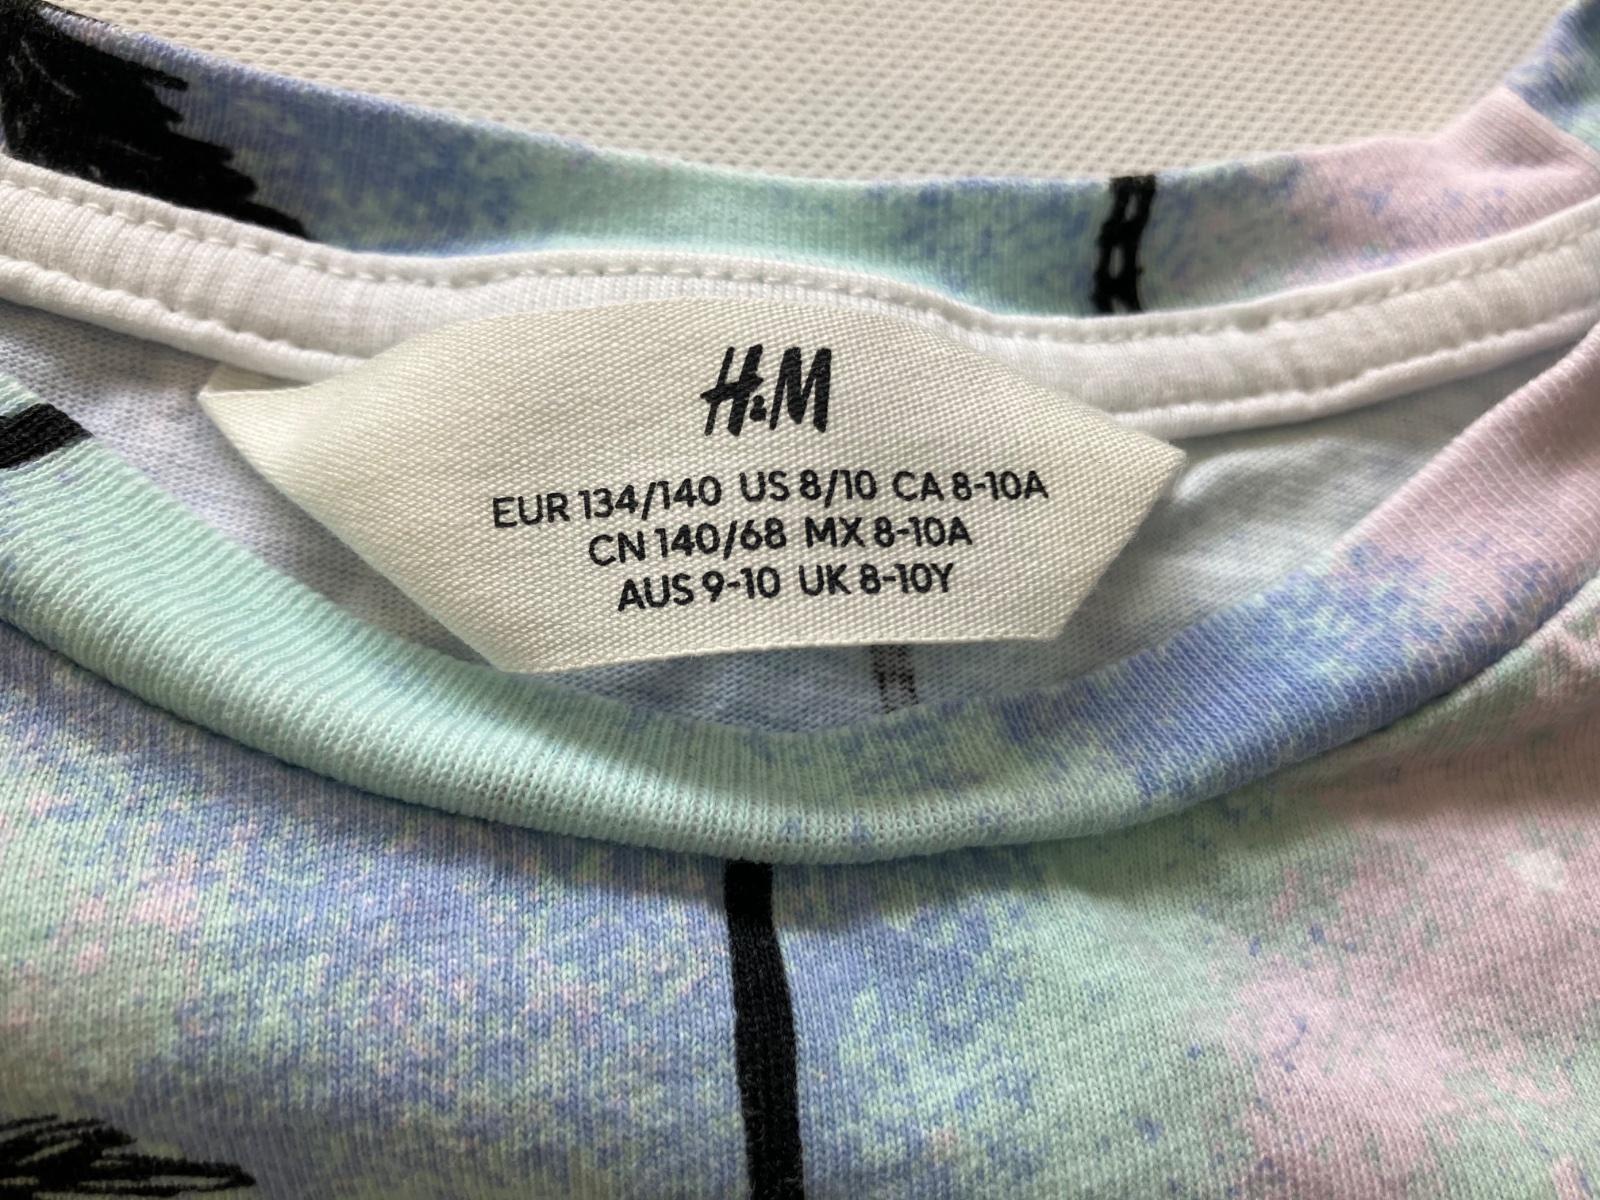 H&M
EUR 134/140 US 8/10 CA 8-10A
CN 140/68 MX 8-10A
AUS 9-10 UK 8-10Y